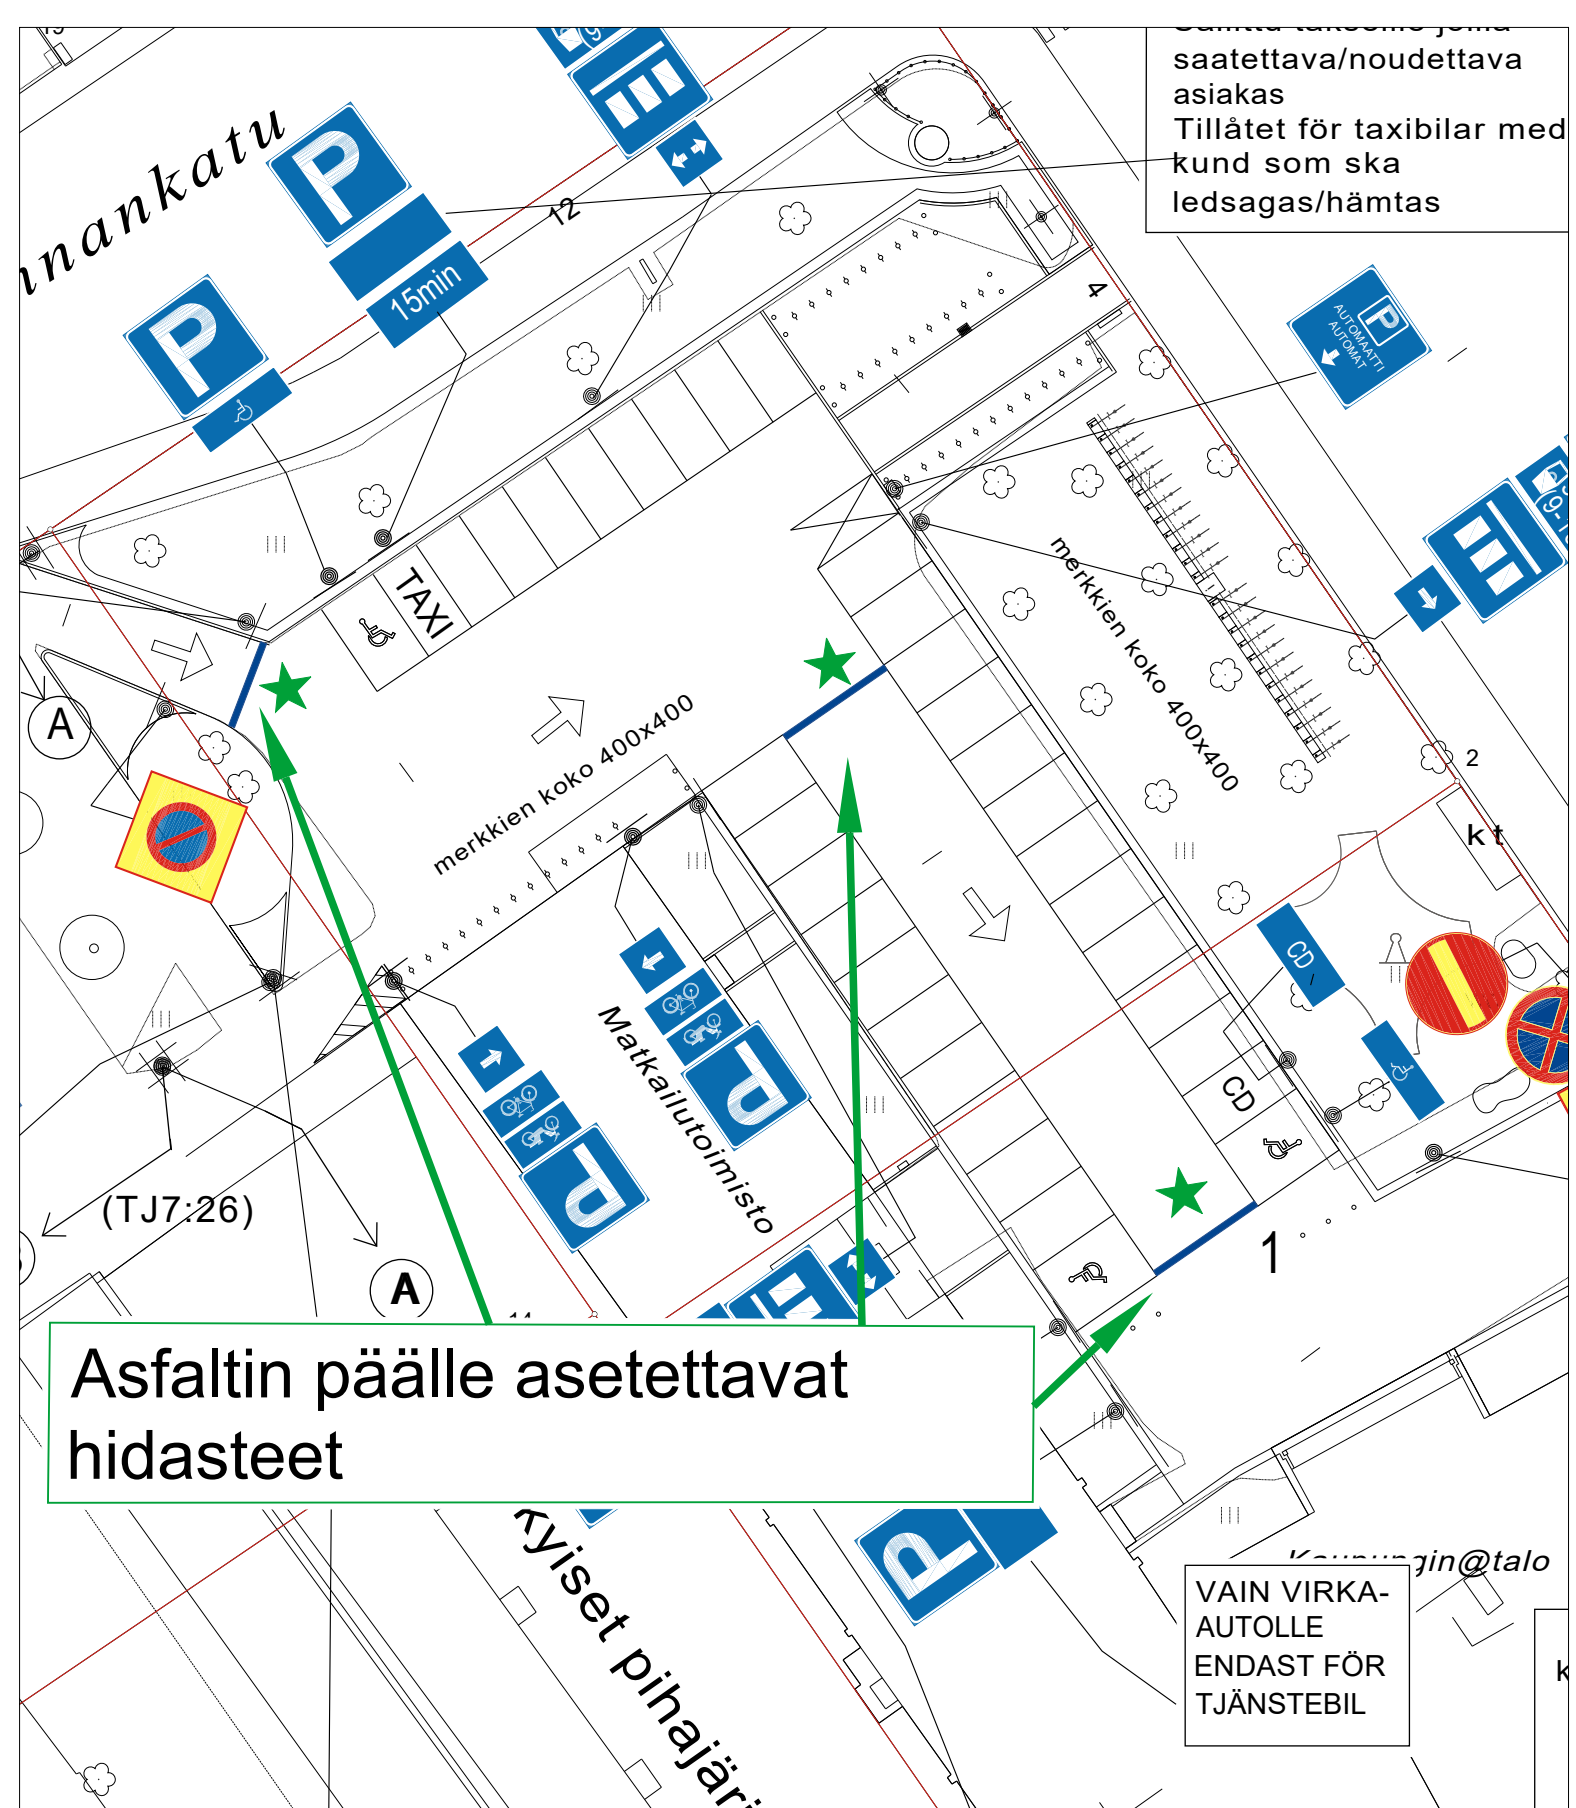 saatettava/noudettava
asiakas
Tillåtet för taxibilar med
kund som ska
ledsagas/hämtas
12
P
15min
P
4
P
AUTOMAATTI
AUTOMAT
TAXI
merkkien koko 400x400
merkkien koko 400x400
A
2
kt
CD
CD
Matkailutoimisto
P
P
(TJ7:26)
A
1
Asfaltin päälle asetettavat
hidasteet
P
VAIN VIRKA-
AUTOLLE
ENDAST FÖR
TJÄNSTEBIL